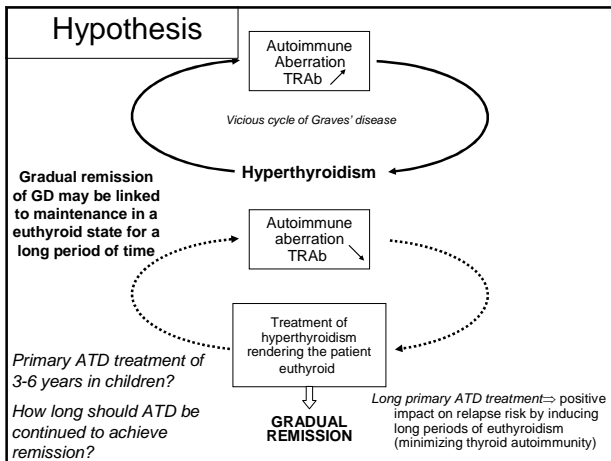 Hypothesis
Autoimmune
Aberration
TRAb
Vicious cycle of Graves' disease
Hyperthyroidism
Gradual remission
of GD may be linked
to maintenance in a
euthyroid state for a
long period of time
Autoimmune
aberration
TRAb
Treatment of
hyperthyroidism
rendering the patient
euthyroid
Primary ATD treatment of
3-6 years in children?
How long should ATD be
continued to achieve
remission?
GRADUAL
REMISSION
Long primary ATD treatment⇒ positive
impact on relapse risk by inducing
long periods of euthyroidism
(minimizing thyroid autoimmunity)